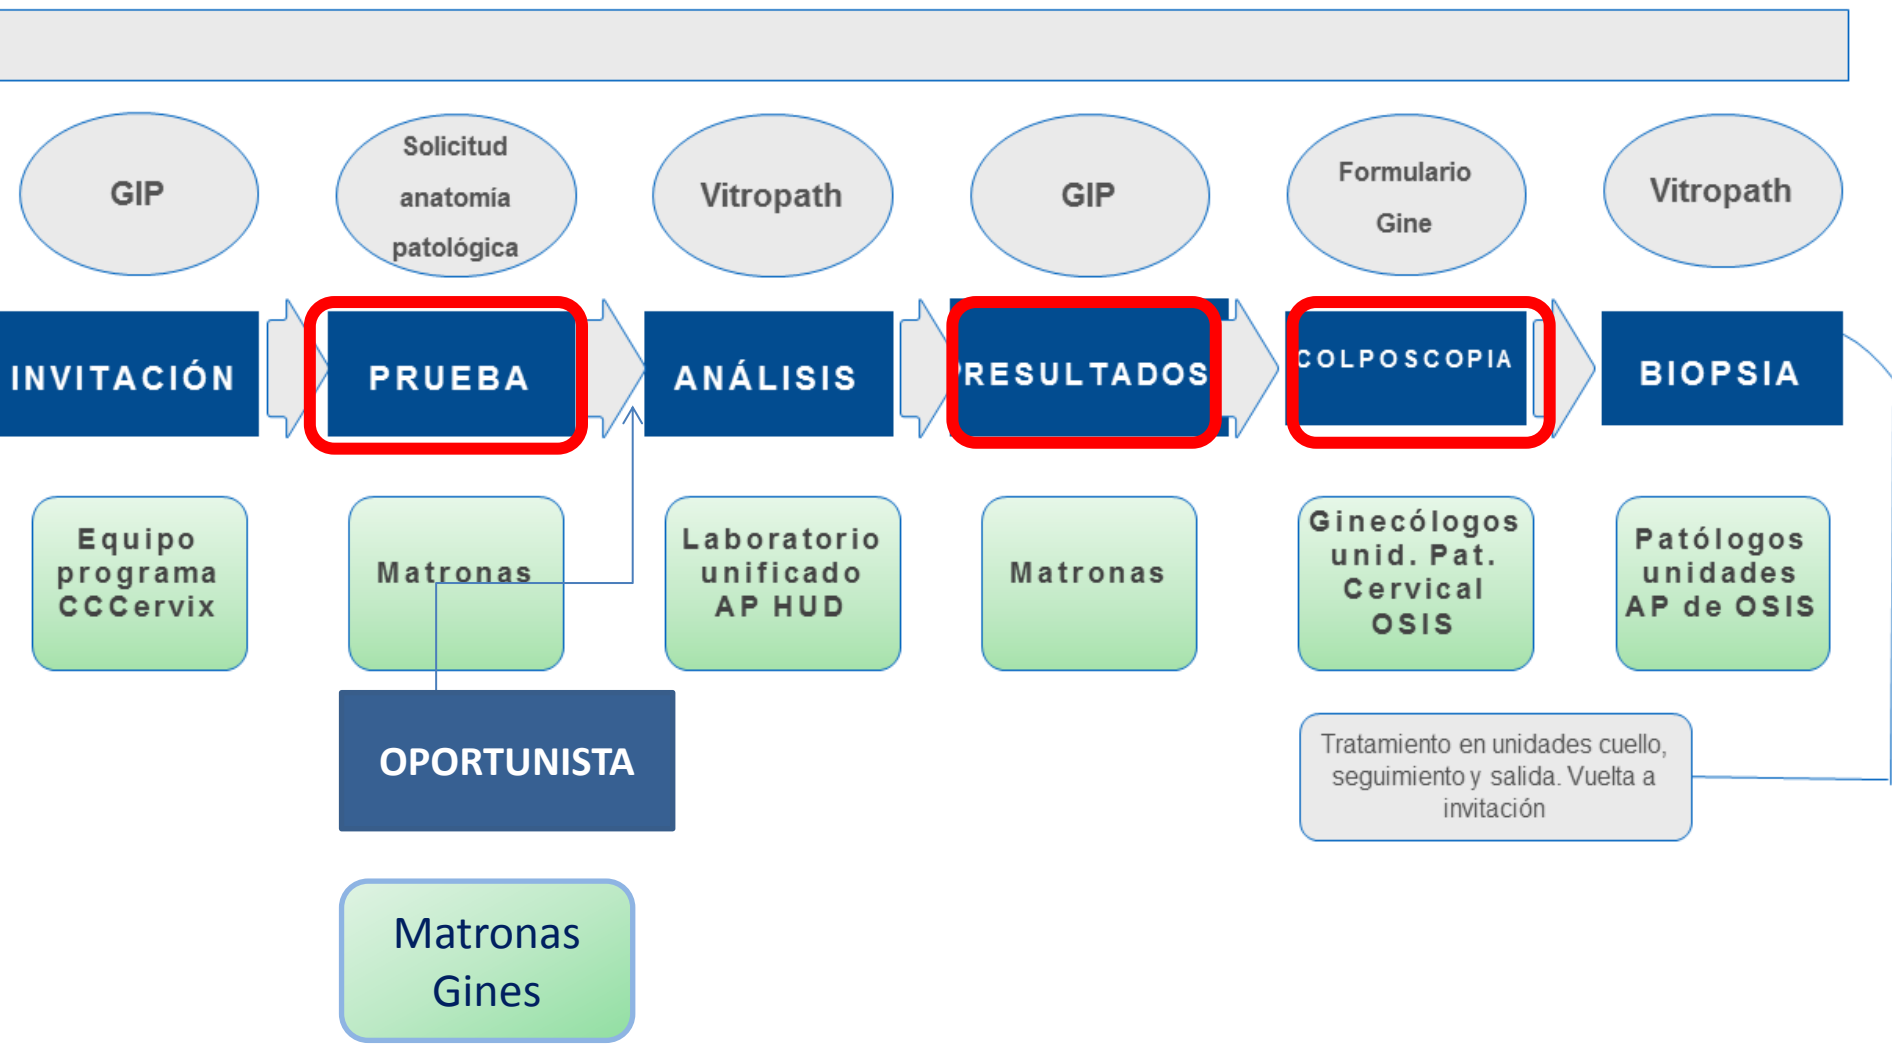 GIP
Solicitud
anatomía
patológica
Vitropath
GIP
Formulario
Gine
Vitropath
INVITACIÓN
PRUEBA
ANÁLISIS
RESULTADOS
COLPOSCOPIA
BIOPSIA
Equipo
programa
CCCervix
Matronas
Laboratorio
unificado
AP HUD
Matronas
Ginecólogos
unid. Pat.
Cervical
OSIS
Patólogos
unidades
AP de OSIS
OPORTUNISTA
Tratamiento en unidades cuello,
seguimiento y salida. Vuelta a
invitación
Matronas
Gines